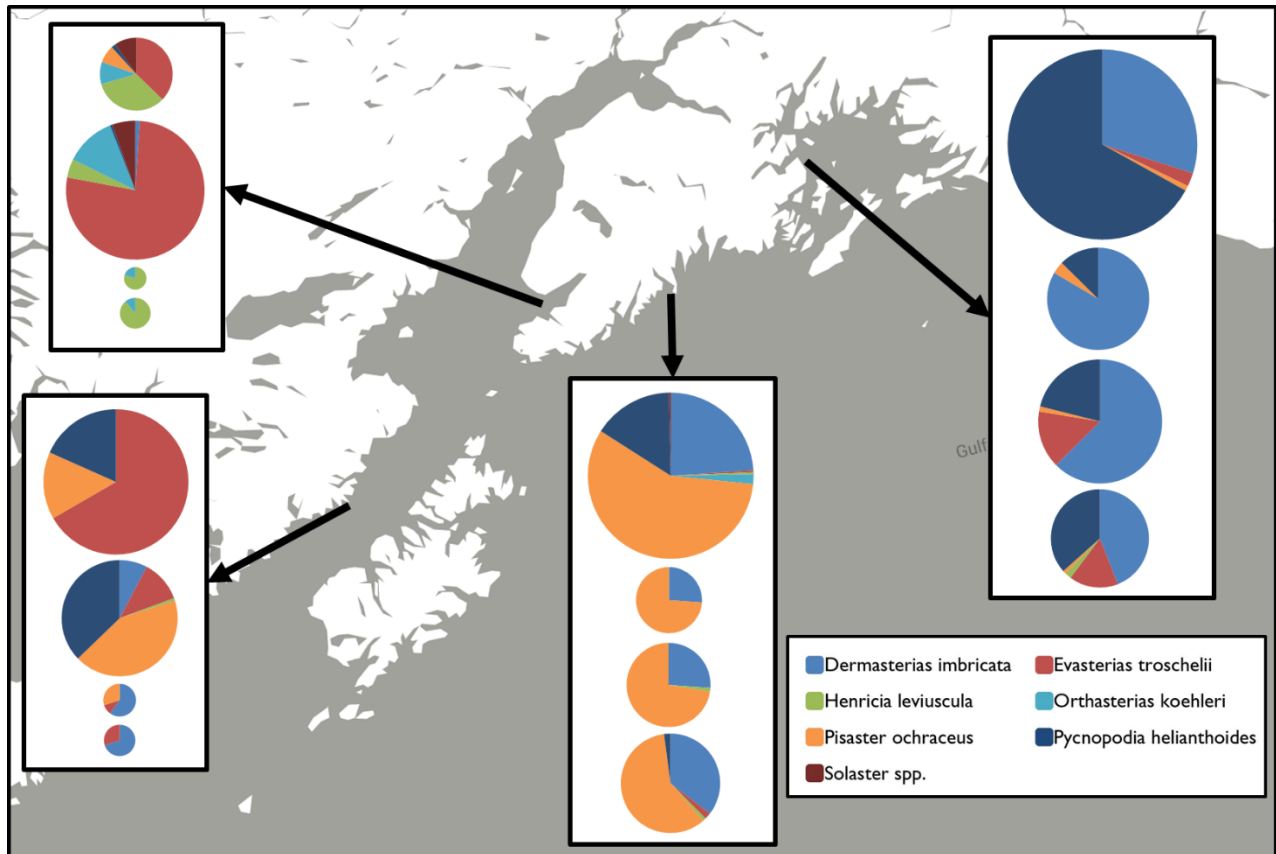 Gulf
Dermasterias imbricata
Evasterias troschelii
Henricia leviuscula
Orthasterias koehleri
Pisaster ochraceus
Pycnopodia helianthoides
Solaster spp.